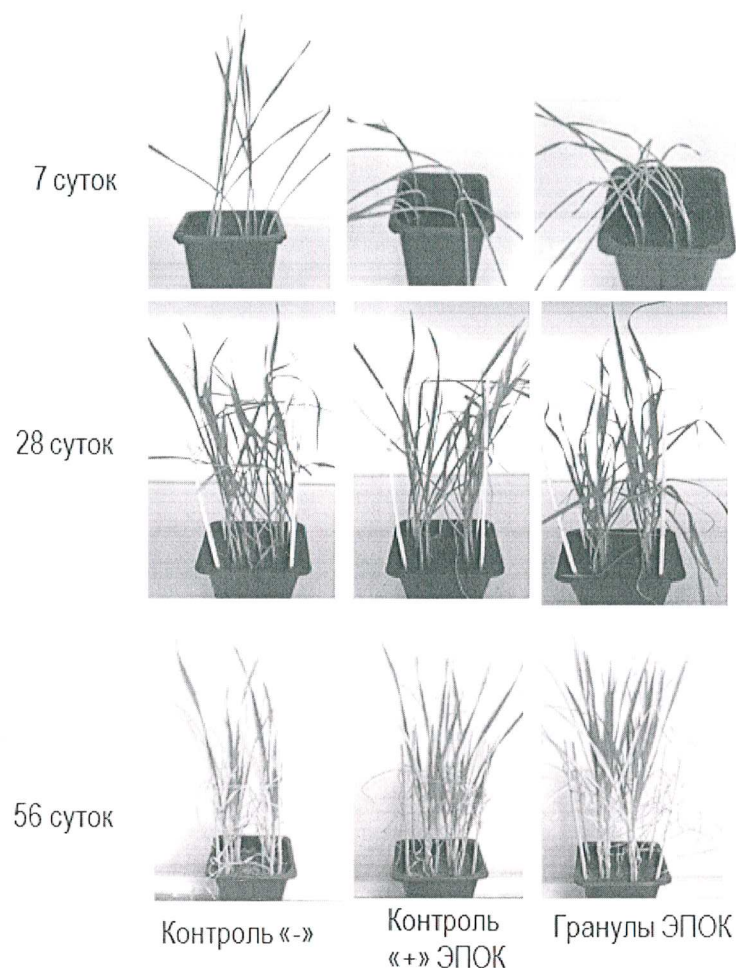 7 суток
28 суток
56 суток
Контроль «-»
Контроль
«+» ЭПОК
Гранулы ЭПОК